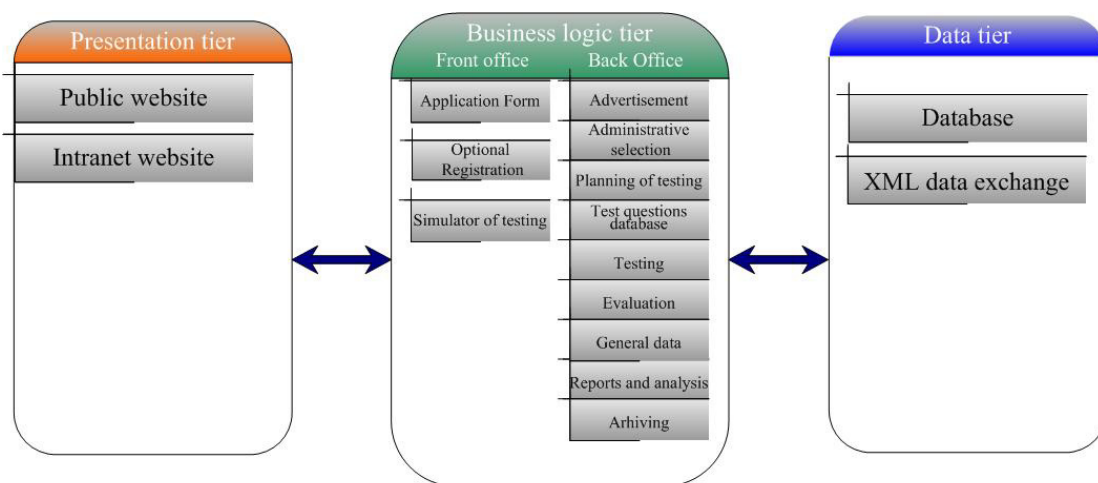 Presentation tier
Public website
Intranet website
Business logic tier
Front office
Application Form
Optional
Registration
Simulator of testing
Back Office
Advertisement
Administrative
selection
Planning of testing
Test questions
database
Testing
Evaluation
General data
Reports and analysis
Arhiving
Data tier
Database
XML data exchange